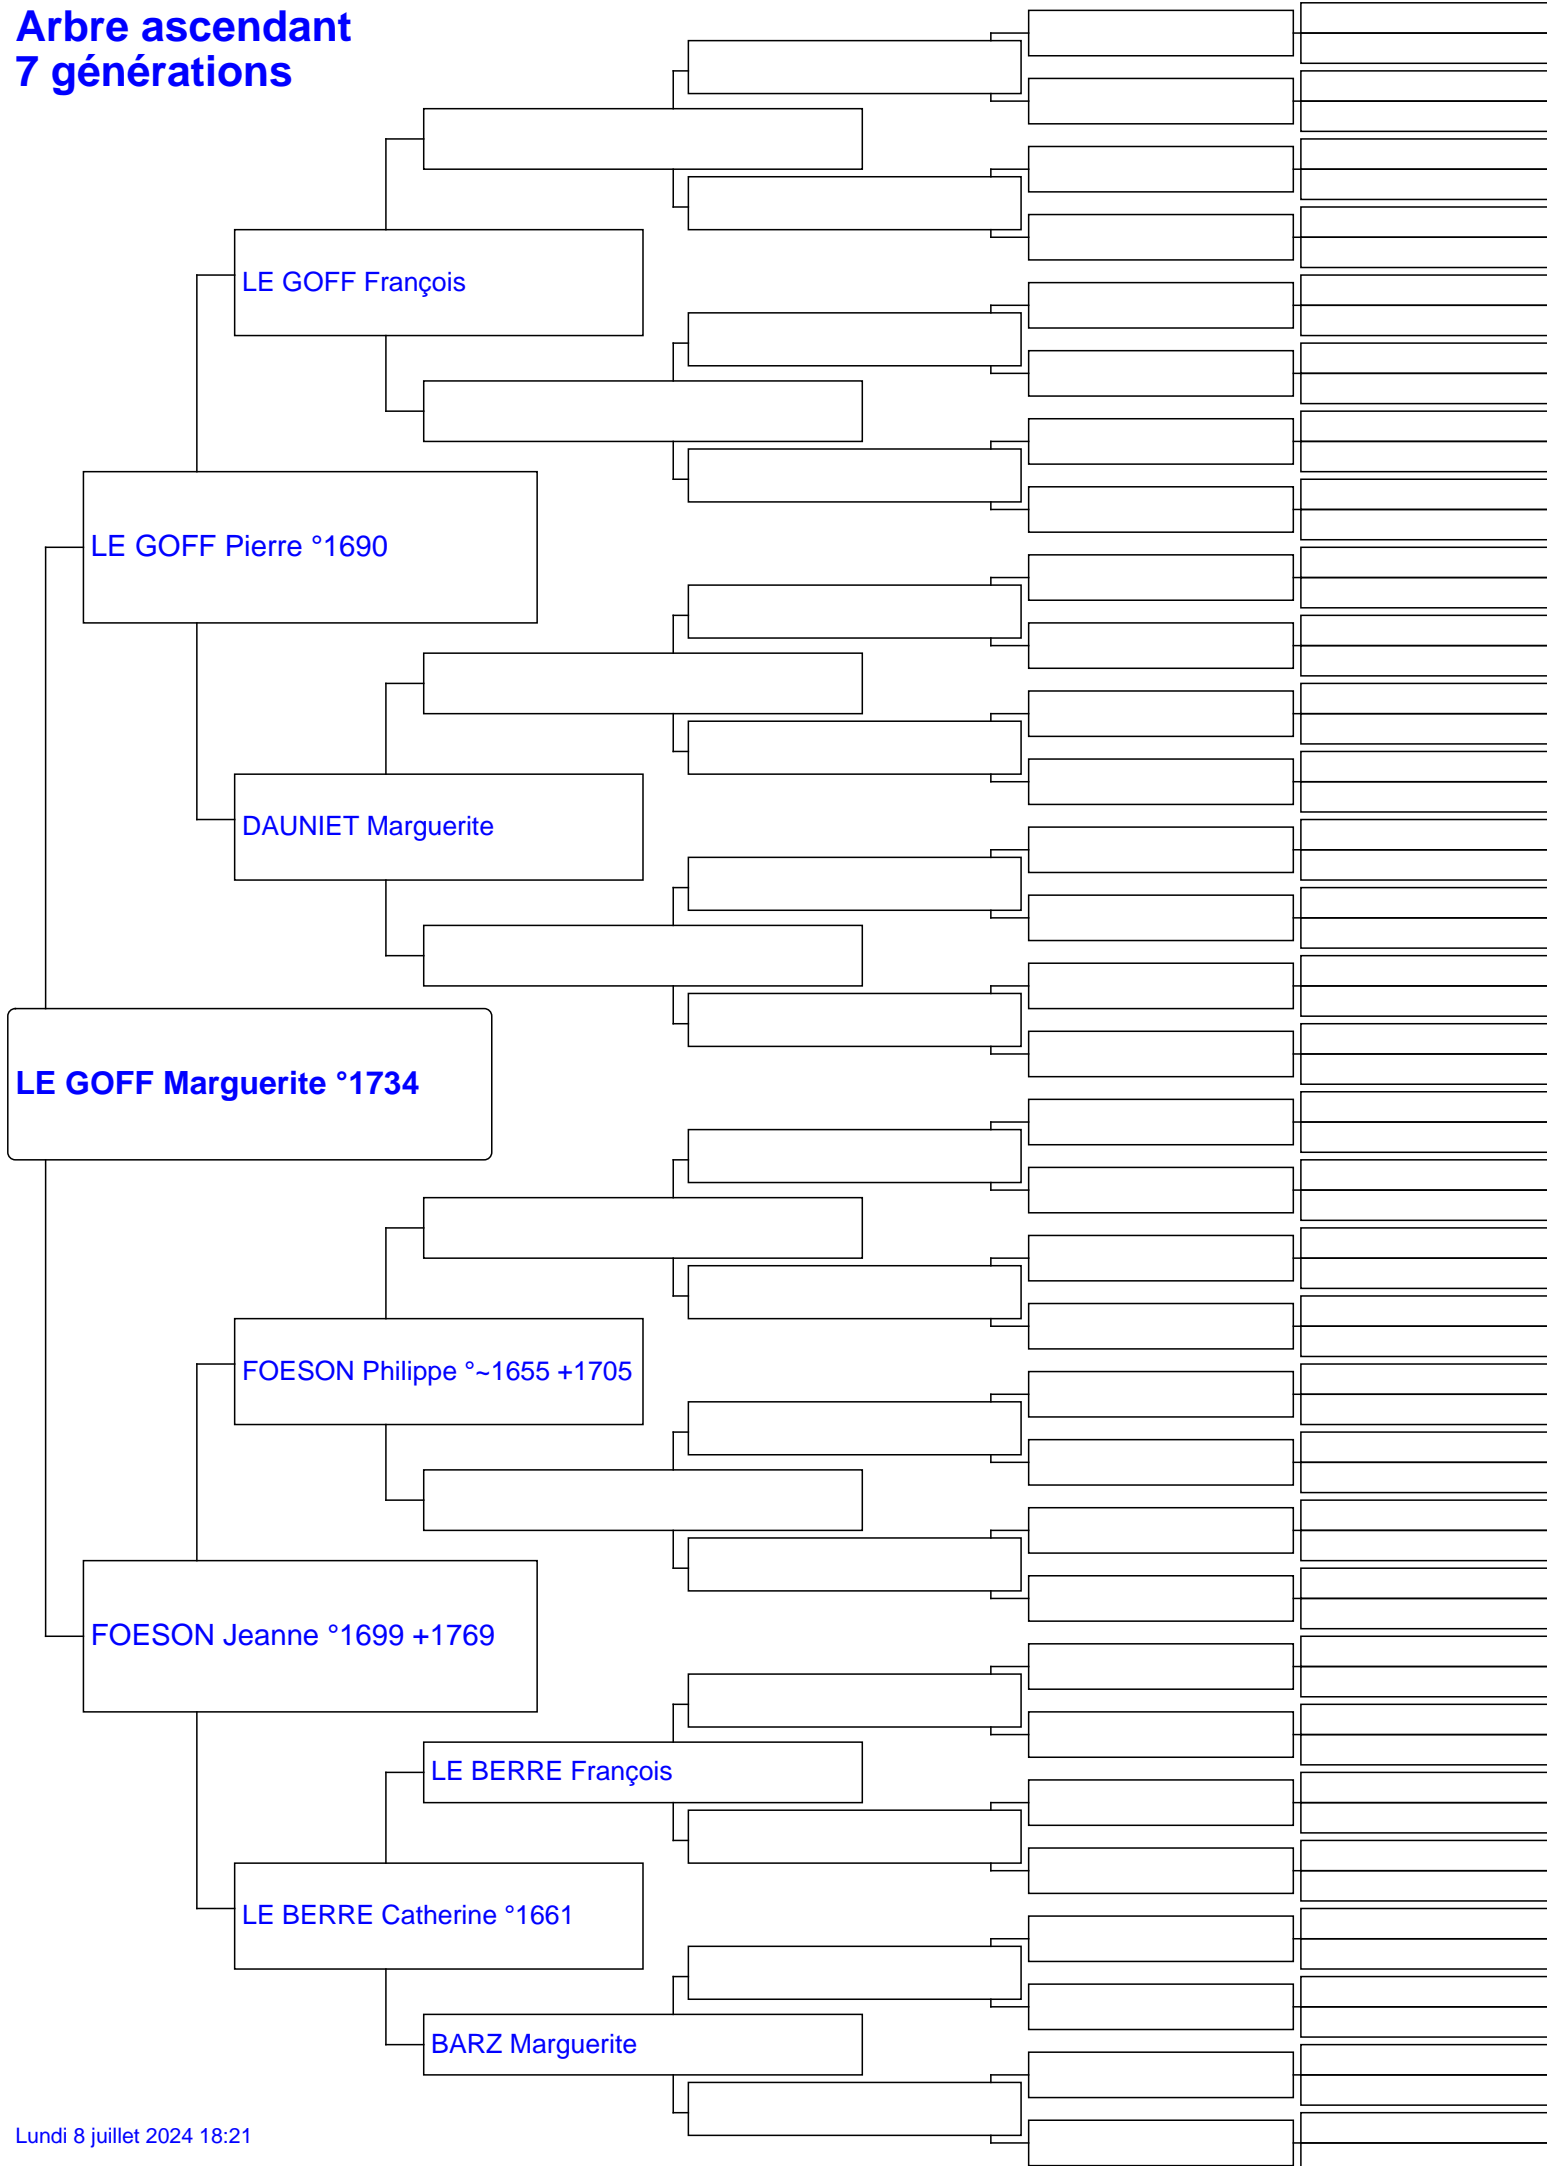 Arbre ascendant
7 générations
LE GOFF François
LE GOFF Pierre °1690
DAUNIET Marguerite
LE GOFF Marguerite °1734
FOESON Philippe °~1655 +1705
FOESON Jeanne °1699 +1769
LE BERRE François
LE BERRE Catherine °1661
BARZ Marguerite
Lundi 8 juillet 2024 18:21